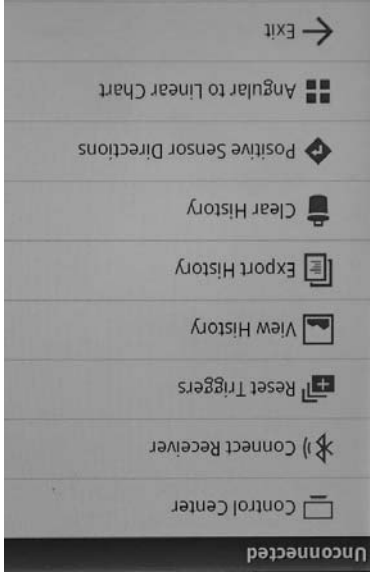 Unconnected
Control Center
Connect Receiver
Reset Triggers
View History
Export History
Clear History
Positive Sensor Directions
Angular to Linear Chart
Exit